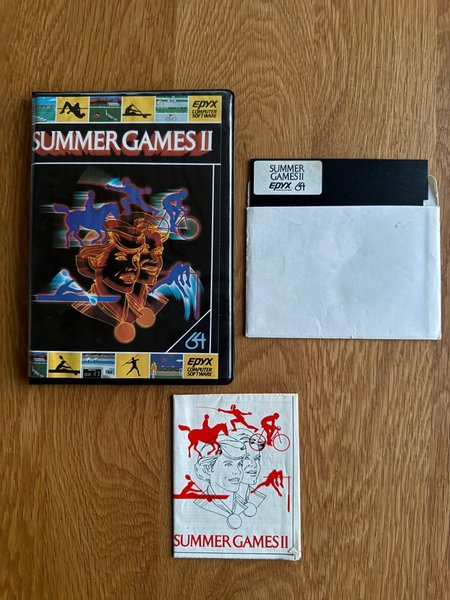 EPYX
COMPUTER
SOFTWARE
SUMMER GAMES II
64
EPYX
COMPUTER
SOFTWARE
SUMMER
GAMES II
EPYX 64
SUMMER GAMES II